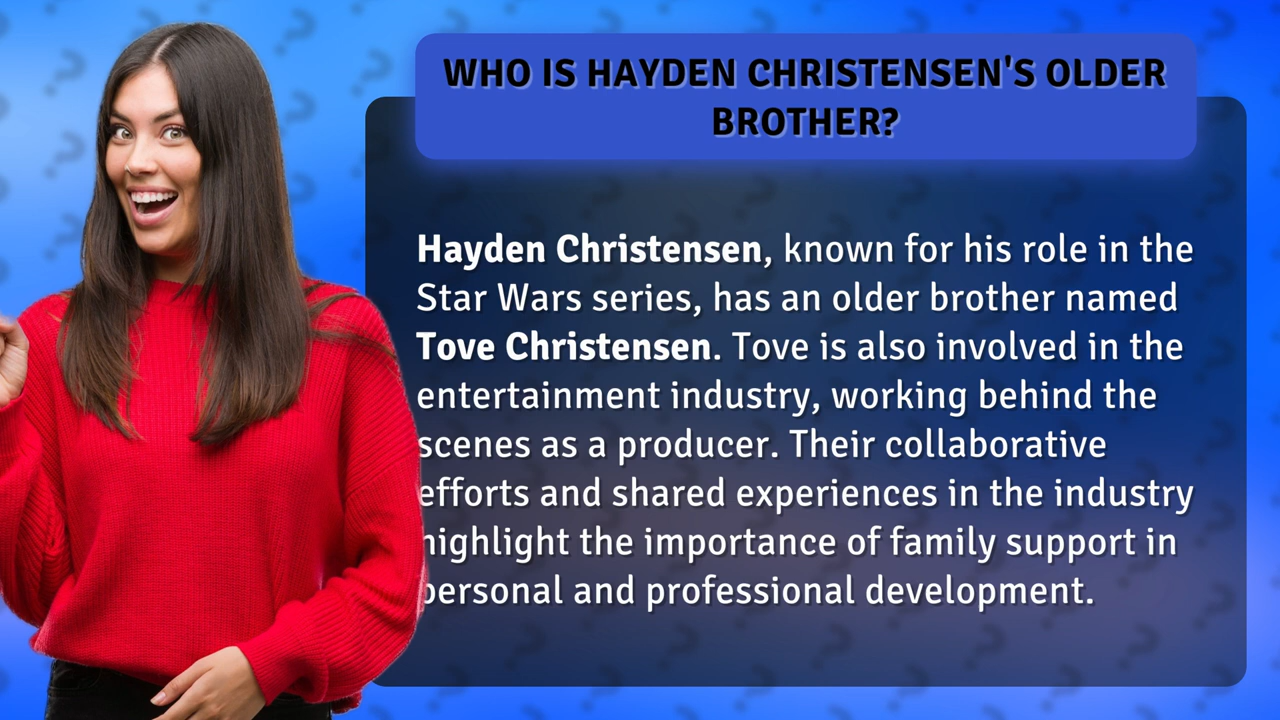 WHO IS HAYDEN CHRISTENSEN'S OLDER
BROTHER?
Hayden Christensen, known for his role in the
Star Wars series, has an older brother named
Tove Christensen. Tove is also involved in the
entertainment industry, working behind the
scenes as a producer. Their collaborative
efforts and shared experiences in the industry
highlight the importance of family support in
personal and professional development.